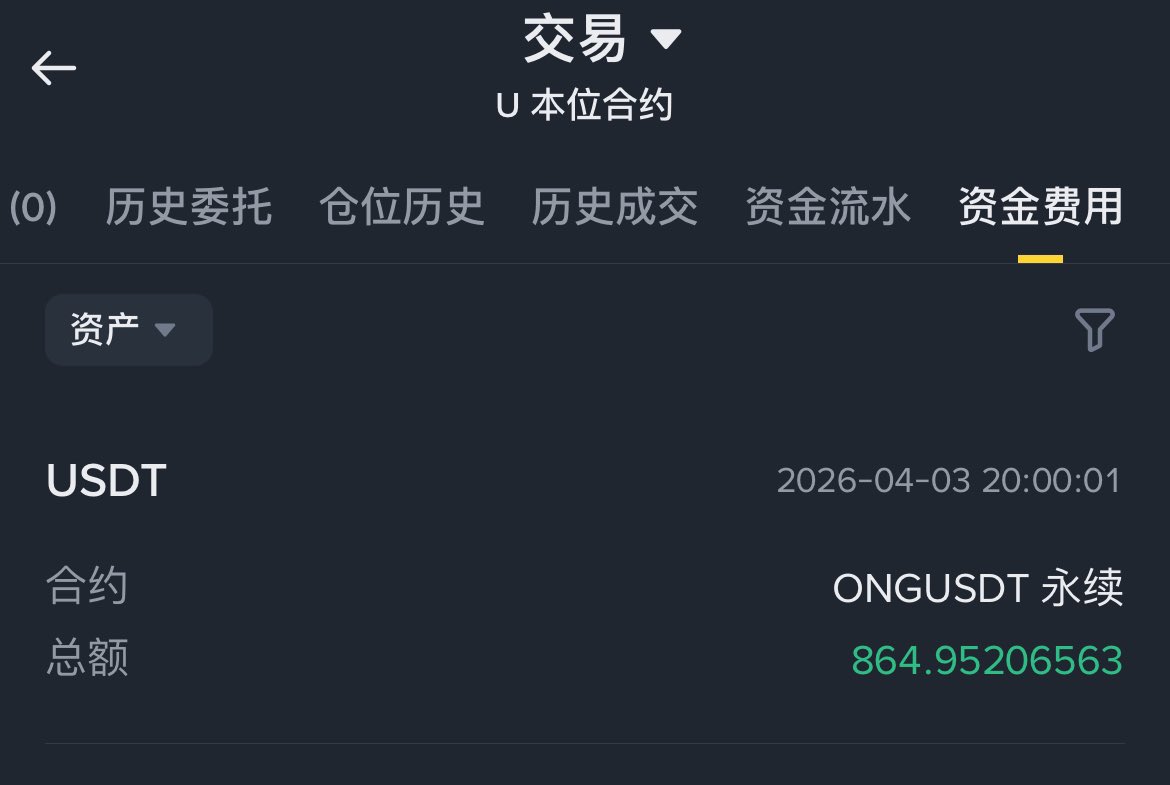 交易
U 本位合约
(0) 历史委托 仓位历史 历史成交 资金流水 资金费用
资产
USDT 2026-04-03 20:00:01
合约 ONGUSDT 永续
总额 864.95206563